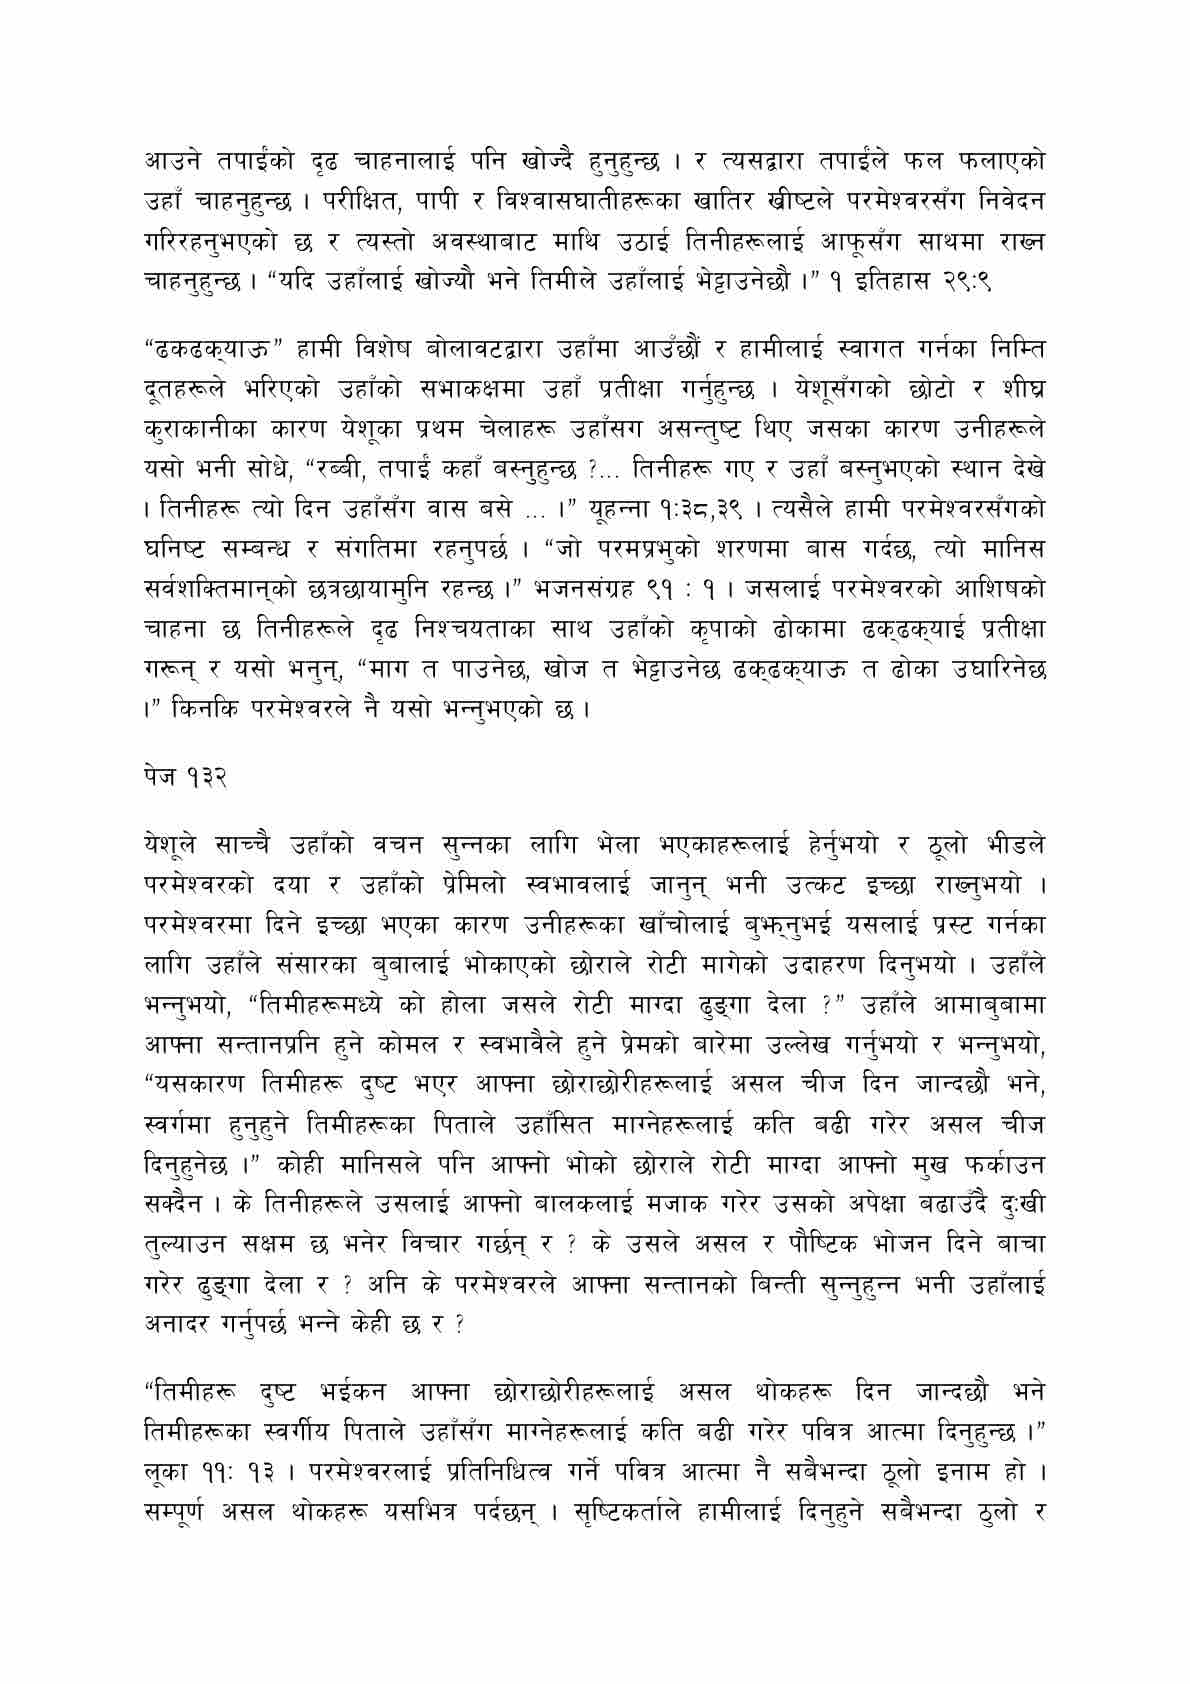 आउने तपाईंको दृढ चाहनालाई पनि खोज्दै हुनुहुन्छ । र त्यसद्वारा तपाईंले फल फलाएको
उहाँ चाहनुहुन्छ । परीक्षित, पापी र विश्वासघातीहरूका खातिर ख्रीष्टले परमेश्वरसँग निवेदन
गरिरहनुभएको छ र त्यस्तो अवस्थाबाट माथि उठाई तिनीहरूलाई आफूसँग साथमा राख्न
चाहनुहुन्छ । “यदि उहाँलाई खोज्यौ भने तिमीले उहाँलाई भेट्टाउनेछौ ।” १ इतिहास २९:९
“ढकढक्याऊ” हामी विशेष बोलावटद्वारा उहाँमा आउँछौं र हामीलाई स्वागत गर्नका निम्ति
दूतहरूले भरिएको उहाँको सभाकक्षमा उहाँ प्रतीक्षा गर्नुहुन्छ । येशूसँगको छोटो र शीघ्र
कुराकानीका कारण येशूका प्रथम चेलाहरू उहाँसग असन्तुष्ट थिए जसका कारण उनीहरूले
यसो भनी सोधे, “रब्बी, तपाईं कहाँ बस्नुहुन्छ ?... तिनीहरू गए र उहाँ बस्नुभएको स्थान देखे
। तिनीहरू त्यो दिन उहाँसँग वास बसे ... ।” यूहन्ना १:३८,३९ । त्यसैले हामी परमेश्वरसँगको
घनिष्ट सम्बन्ध र संगतिमा रहनुपर्छ । “जो परमप्रभुको शरणमा बास गर्दछ, त्यो मानिस
सर्वशक्तिमान्को छत्रछायामुनि रहन्छ ।” भजनसंग्रह ९१ : १ । जसलाई परमेश्वरको आशिषको
चाहना छ तिनीहरूले दृढ निश्चयताका साथ उहाँको कृपाको ढोकामा ढक्ढक्याई प्रतीक्षा
गरून् र यसो भनुन्, “माग त पाउनेछ, खोज त भेट्टाउनेछ ढक्ढक्याऊ त ढोका उघारिनेछ
।” किनकि परमेश्वरले नै यसो भन्नुभएको छ ।
पेज १३२
येशूले साच्चै उहाँको वचन सुन्नका लागि भेला भएकाहरूलाई हेर्नुभयो र ठूलो भीडले
परमेश्वरको दया र उहाँको प्रेमिलो स्वभावलाई जानुन् भनी उत्कट इच्छा राख्नुभयो ।
परमेश्वरमा दिने इच्छा भएका कारण उनीहरूका खाँचोलाई बुझ्नुभई यसलाई प्रस्ट गर्नका
लागि उहाँले संसारका बुबालाई भोकाएको छोराले रोटी मागेको उदाहरण दिनुभयो । उहाँले
भन्नुभयो, “तिमीहरूमध्ये को होला जसले रोटी माग्दा ढुङ्गा देला ?” उहाँले आमाबुबामा
आफ्ना सन्तानप्रनि हुने कोमल र स्वभावैले हुने प्रेमको बारेमा उल्लेख गर्नुभयो र भन्नुभयो,
“यसकारण तिमीहरू दुष्ट भएर आफ्ना छोराछोरीहरूलाई असल चीज दिन जान्दछौ भने,
स्वर्गमा हुनुहुने तिमीहरूका पिताले उहाँसित माग्नेहरूलाई कति बढी गरेर असल चीज
दिनुहुनेछ ।” कोही मानिसले पनि आफ्नो भोको छोराले रोटी माग्दा आफ्नो मुख फर्काउन
सक्दैन । के तिनीहरूले उसलाई आफ्नो बालकलाई मजाक गरेर उसको अपेक्षा बढाउँदै दुःखी
तुल्याउन सक्षम छ भनेर विचार गर्छन् र ? के उसले असल र पौष्टिक भोजन दिने बाचा
गरेर ढुङ्गा देला र ? अनि के परमेश्वरले आफ्ना सन्तानको बिन्ती सुन्नुहुन्न भनी उहाँलाई
अनादर गर्नुपर्छ भन्ने केही छ र ?
“तिमीहरू दुष्ट भईकन आफ्ना छोराछोरीहरूलाई असल थोकहरू दिन जान्दछौ भने
तिमीहरूका स्वर्गीय पिताले उहाँसँग माग्नेहरूलाई कति बढी गरेर पवित्र आत्मा दिनुहुन्छ ।”
लूका ११: १३ । परमेश्वरलाई प्रतिनिधित्व गर्ने पवित्र आत्मा नै सबैभन्दा ठूलो इनाम हो ।
सम्पूर्ण असल थोकहरू यसभित्र पर्दछन् । सृष्टिकर्ताले हामीलाई दिनुहुने सबैभन्दा ठुलो र